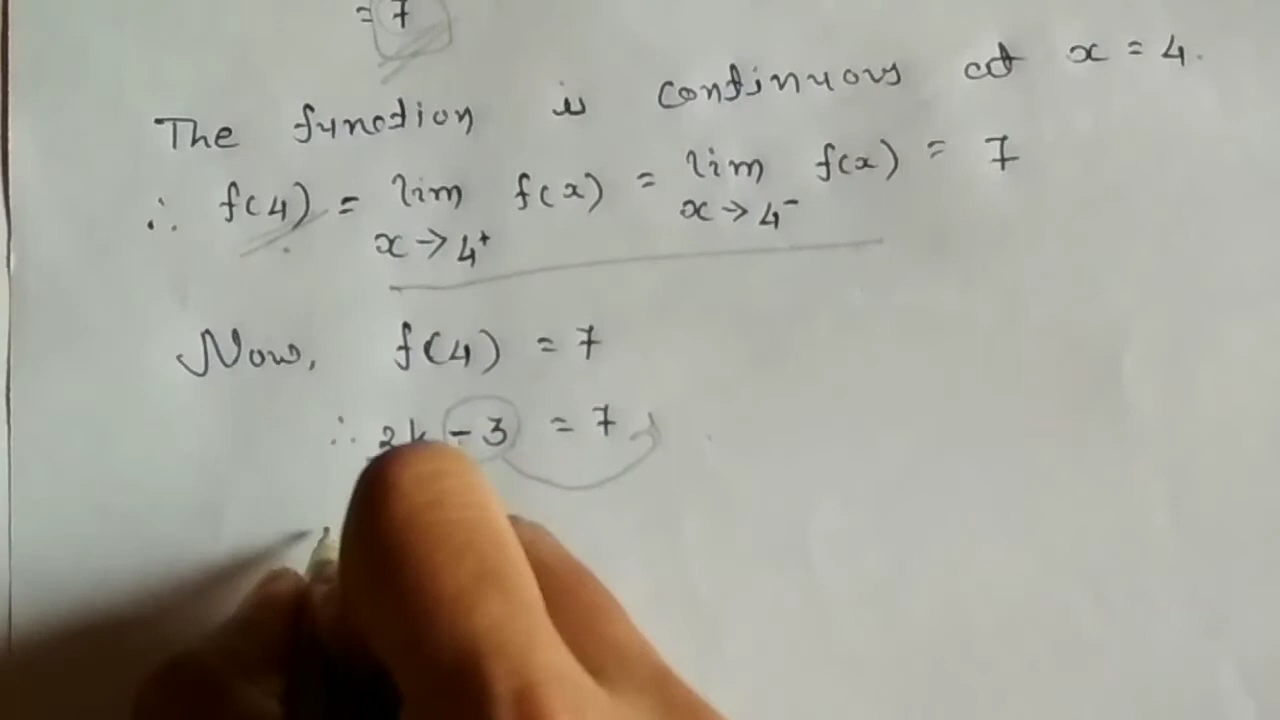 = 7
The function is continuous at x = 4.
∴ f(4) = lim f(x) = lim f(x) = 7
x→4⁺ x→4⁻
Now, f(4) = 7
∴ 2k - 3 = 7